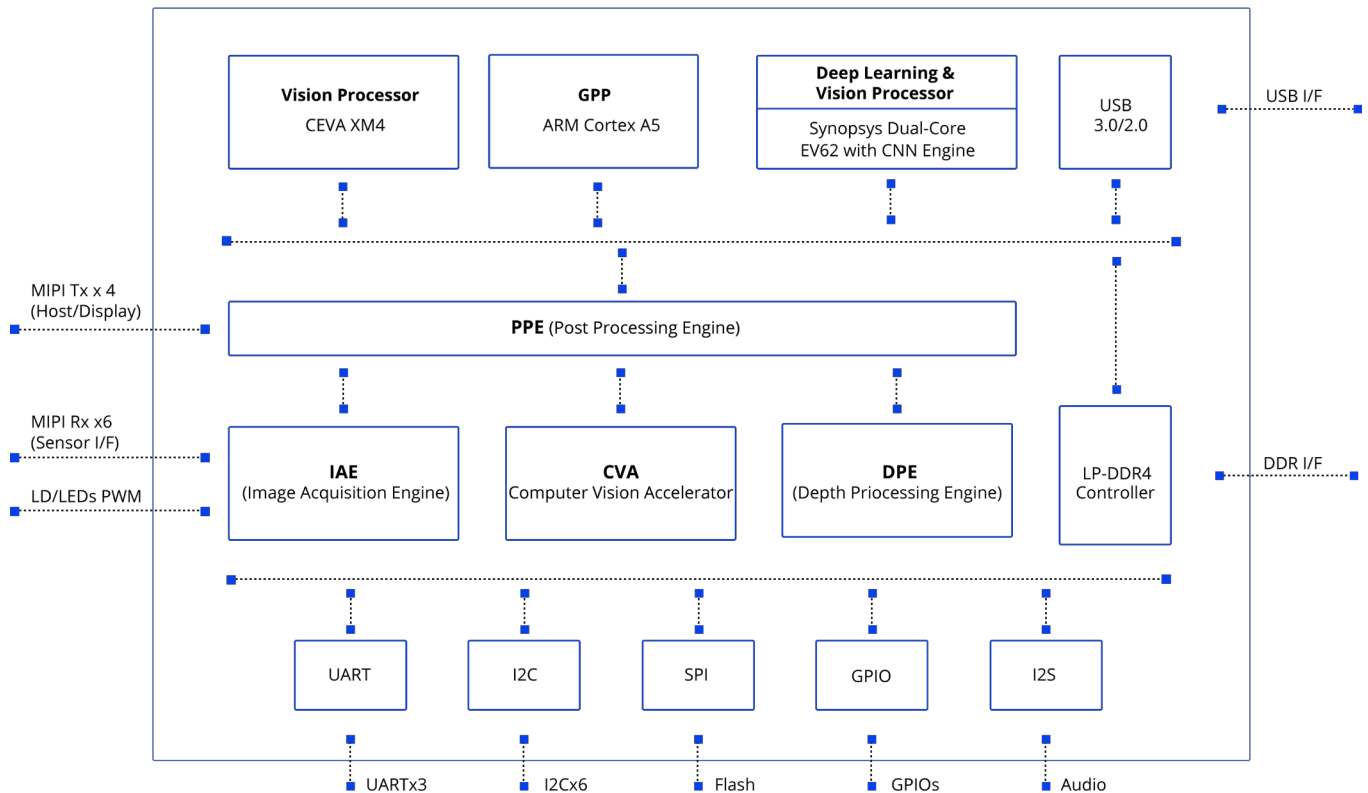 Vision Processor
CEVA XM4
GPP
ARM Cortex A5
Deep Learning &
Vision Processor
Synopsys Dual-Core
EV62 with CNN Engine
USB
3.0/2.0
USB I/F
MIPI Tx x 4
(Host/Display)
PPE (Post Processing Engine)
MIPI Rx x6
(Sensor I/F)
LD/LEDs PWM
IAE
(Image Acquisition Engine)
CVA
Computer Vision Accelerator
DPE
(Depth Priocessing Engine)
LP-DDR4
Controller
DDR I/F
UART
I2C
SPI
GPIO
I2S
UARTx3
I2Cx6
Flash
GPIOs
Audio